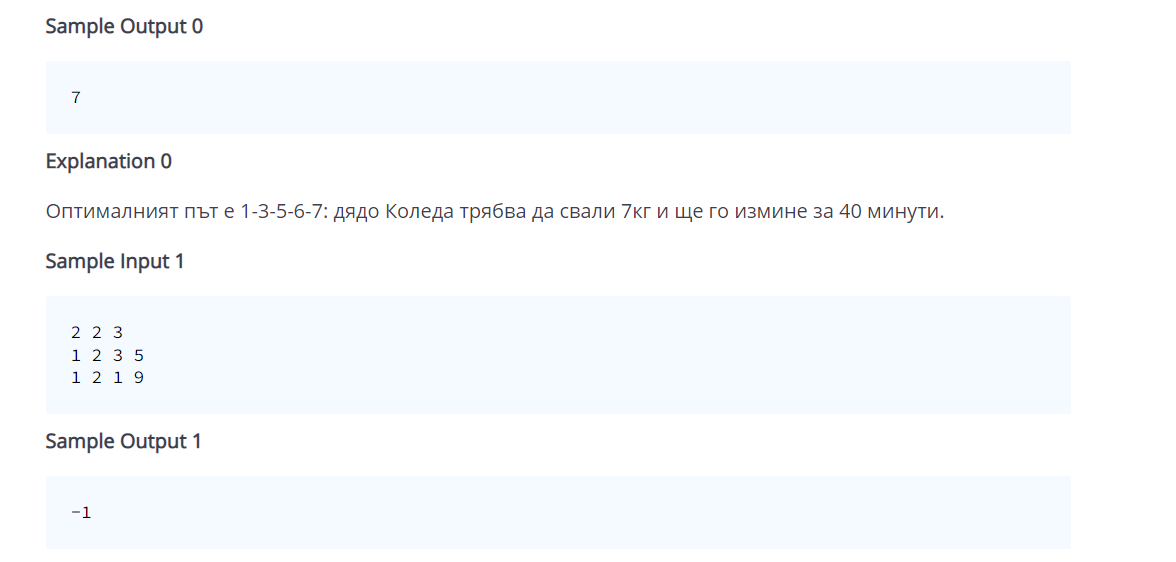 Sample Output 0
7
Explanation 0
Оптималният път е 1-3-5-6-7: дядо Коледа трябва да свали 7кг и ще го измине за 40 минути.
Sample Input 1
2 2 3
1 2 3 5
1 2 1 9
Sample Output 1
-1